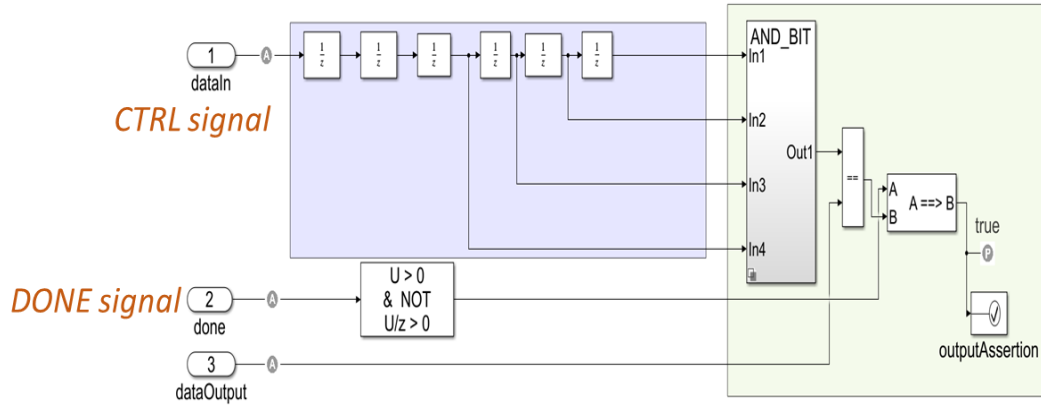 1
A
dataIn
CTRL signal
1
z
1
z
1
z
1
z
1
z
1
z
AND_BIT
In1
In2
In3
In4
Out1
==
A
B
A ==> B
true
P
outputAssertion
DONE signal
2
A
done
U > 0
& NOT
U/z > 0
3
A
dataOutput